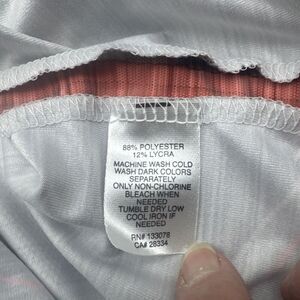 88% POLYESTER
12% LYCRA
MACHINE WASH COLD
WASH DARK COLORS
SEPARATELY
ONLY NON-CHLORINE
BLEACH WHEN
NEEDED
TUMBLE DRY LOW
COOL IRON IF
NEEDED
RN# 133078
CA# 28334